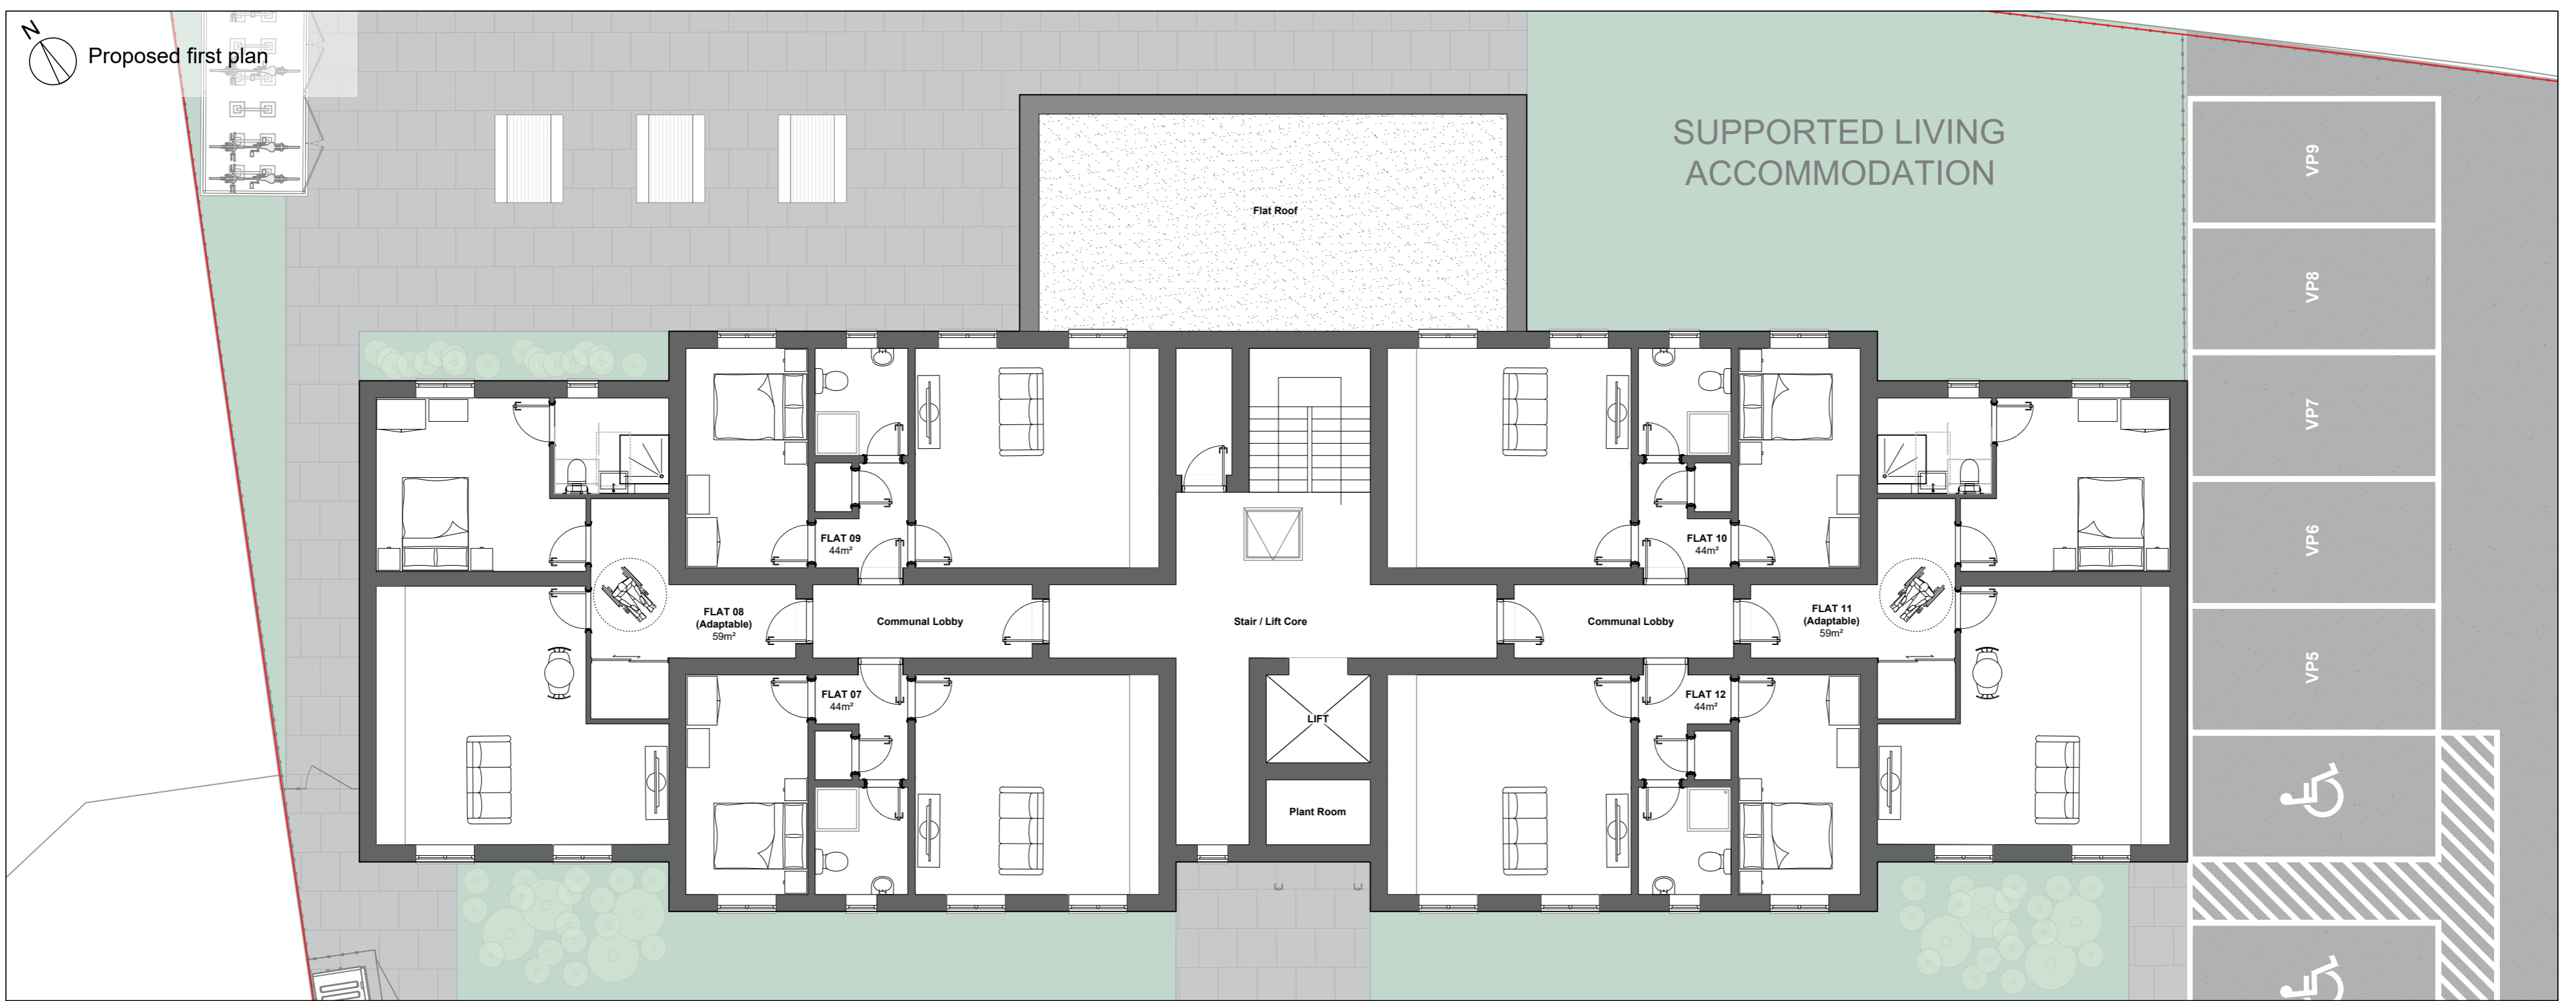 N
Proposed first plan
SUPPORTED LIVING
ACCOMMODATION
VP9
Flat Roof
VP8
VP7
VP6
FLAT 09
44m²
FLAT 10
44m²
FLAT 08
(Adaptable)
59m²
Communal Lobby
Stair / Lift Core
Communal Lobby
FLAT 11
(Adaptable)
59m²
VP5
FLAT 07
44m²
FLAT 12
44m²
LIFT
Plant Room